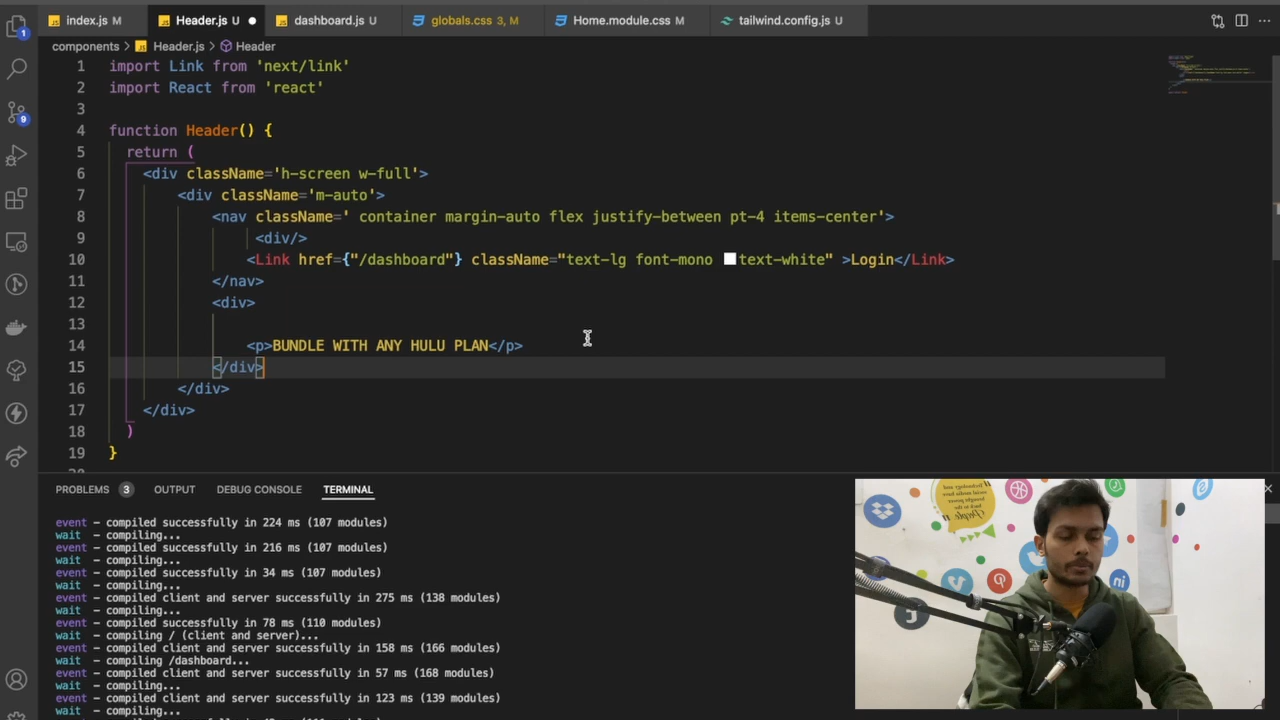 index.js M
Header.js U
dashboard.js U
globals.css 3, M
Home.module.css M
tailwind.config.js U
1
9
components > Header.js > Header
1 import Link from 'next/link'
2 import React from 'react'
3
4 function Header() {
5 return (
6 <div className='h-screen w-full'>
7 <div className='m-auto'>
8 <nav className=' container margin-auto flex justify-between pt-4 items-center'>
9 <div/>
10 <Link href={"/dashboard"} className="text-lg font-mono text-white" >Login</Link>
11 </nav>
12 <div>
13
14 <p>BUNDLE WITH ANY HULU PLAN</p>
15 </div>
16 </div>
17 </div>
18 )
19 }
PROBLEMS 3 OUTPUT DEBUG CONSOLE TERMINAL
event - compiled successfully in 224 ms (107 modules)
wait - compiling...
event - compiled successfully in 216 ms (107 modules)
wait - compiling...
event - compiled successfully in 34 ms (107 modules)
wait - compiling...
event - compiled client and server successfully in 275 ms (138 modules)
wait - compiling...
event - compiled successfully in 78 ms (110 modules)
wait - compiling / (client and server)...
event - compiled client and server successfully in 158 ms (166 modules)
wait - compiling /dashboard...
event - compiled client and server successfully in 57 ms (168 modules)
wait - compiling...
event - compiled client and server successfully in 123 ms (139 modules)
wait - compiling...